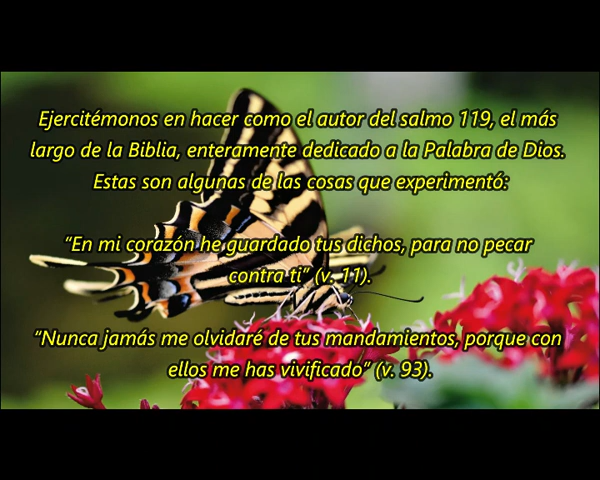 Ejercitémonos en hacer como el autor del salmo 119, el más
largo de la Biblia, enteramente dedicado a la Palabra de Dios.
Estas son algunas de las cosas que experimentó:
“En mi corazón he guardado tus dichos, para no pecar
contra ti” (v. 11).
“Nunca jamás me olvidaré de tus mandamientos, porque con
ellos me has vivificado” (v. 93).